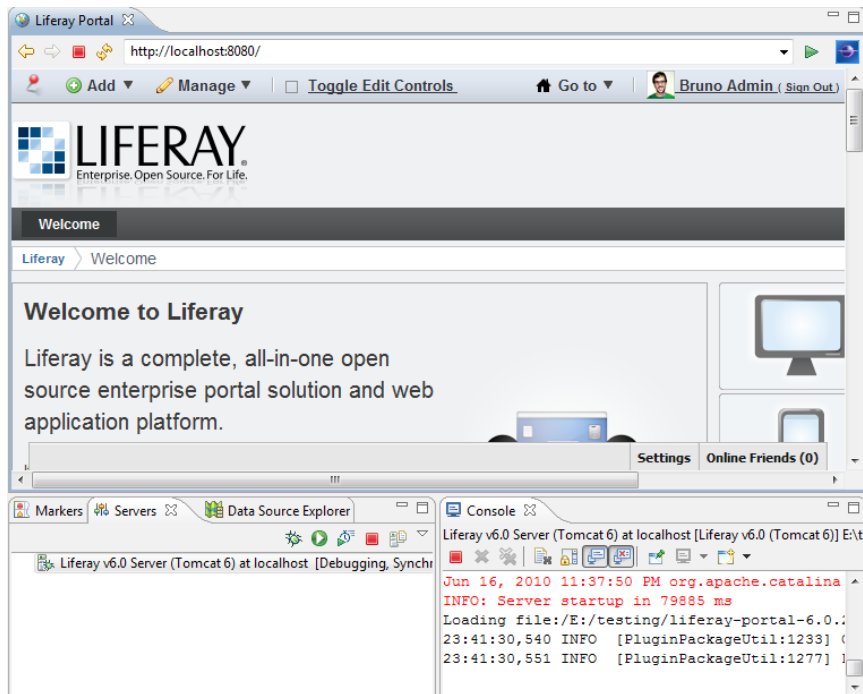 Liferay Portal
http://localhost:8080/
Add Manage Toggle Edit Controls Go to Bruno Admin ( Sign Out )
LIFERAY.
Enterprise. Open Source. For Life.
Welcome
Liferay Welcome
Welcome to Liferay
Liferay is a complete, all-in-one open
source enterprise portal solution and web
application platform.
Settings Online Friends (0)
Markers Servers Data Source Explorer
Liferay v6.0 Server (Tomcat 6) at localhost [Debugging, Synchr
Console
Liferay v6.0 Server (Tomcat 6) at localhost [Liferay v6.0 (Tomcat 6)] E:\t
Jun 16, 2010 11:37:50 PM org.apache.catalina
INFO: Server startup in 79885 ms
Loading file:/E:/testing/liferay-portal-6.0.2
23:41:30,540 INFO [PluginPackageUtil:1233]
23:41:30,551 INFO [PluginPackageUtil:1277]